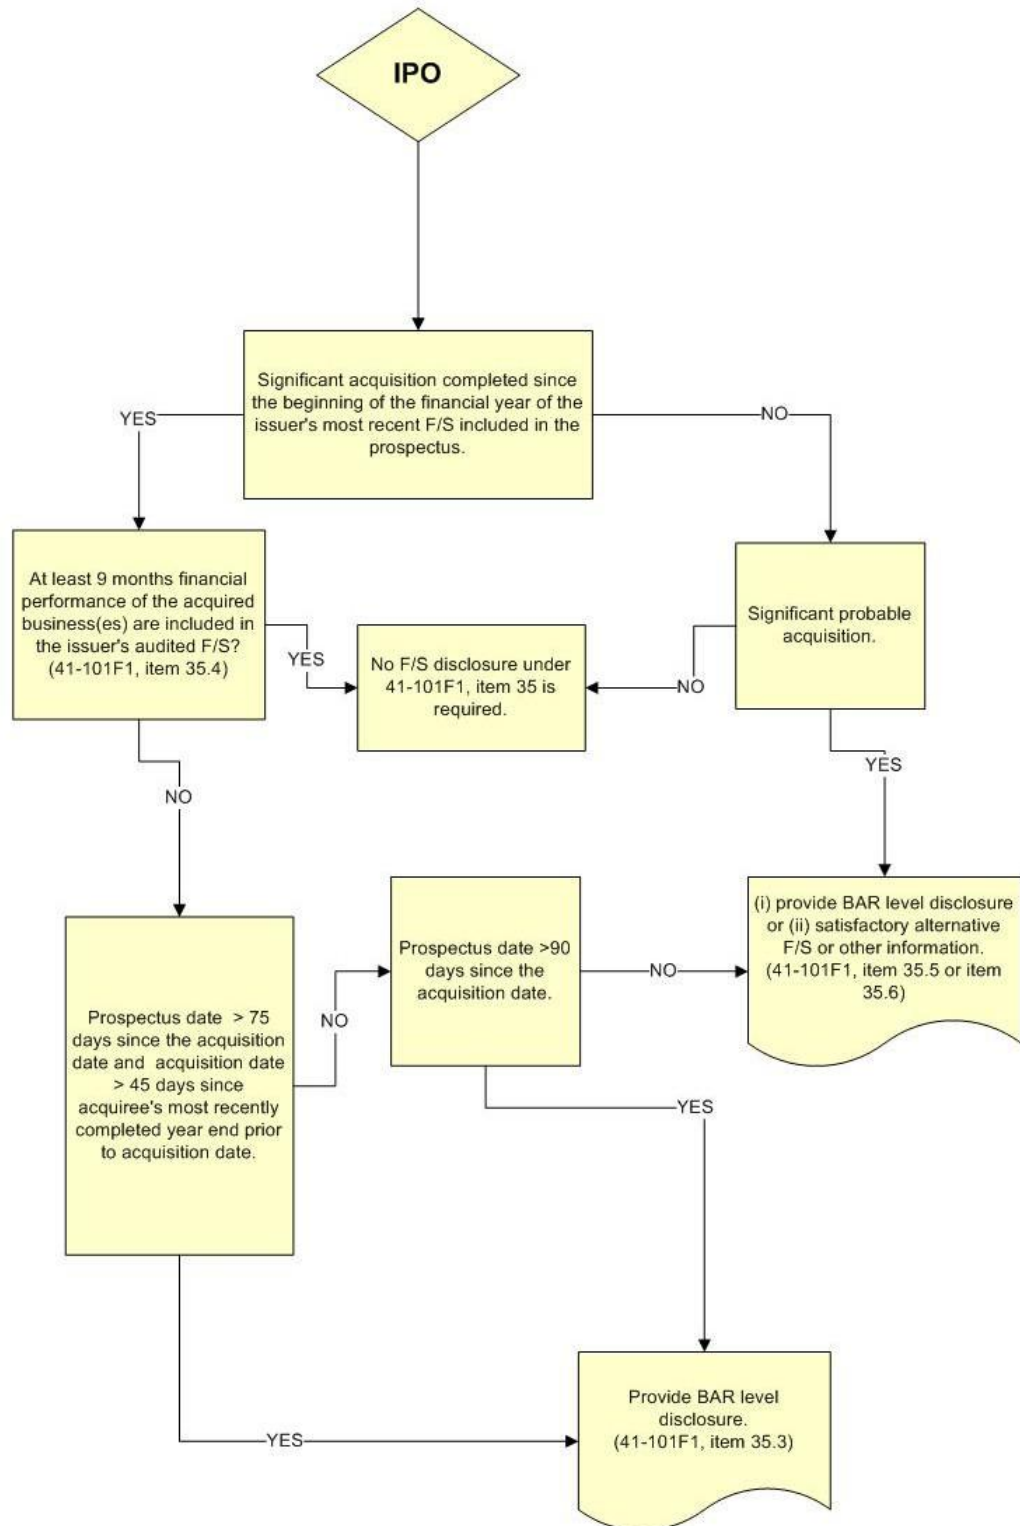 IPO
Significant acquisition completed since
the beginning of the financial year of the
issuer's most recent F/S included in the
prospectus.
YES
NO
At least 9 months financial
performance of the acquired
business(es) are included in
the issuer's audited F/S?
(41-101F1, item 35.4)
Significant probable
acquisition.
YES
No F/S disclosure under
41-101F1, item 35 is
required.
NO
YES
NO
(i) provide BAR level disclosure
or (ii) satisfactory alternative
F/S or other information.
(41-101F1, item 35.5 or item
35.6)
Prospectus date >90
days since the
acquisition date.
NO
Prospectus date > 75
days since the acquisition
date and acquisition date
> 45 days since
acquiree's most recently
completed year end prior
to acquisition date.
NO
YES
Provide BAR level
disclosure.
(41-101F1, item 35.3)
YES